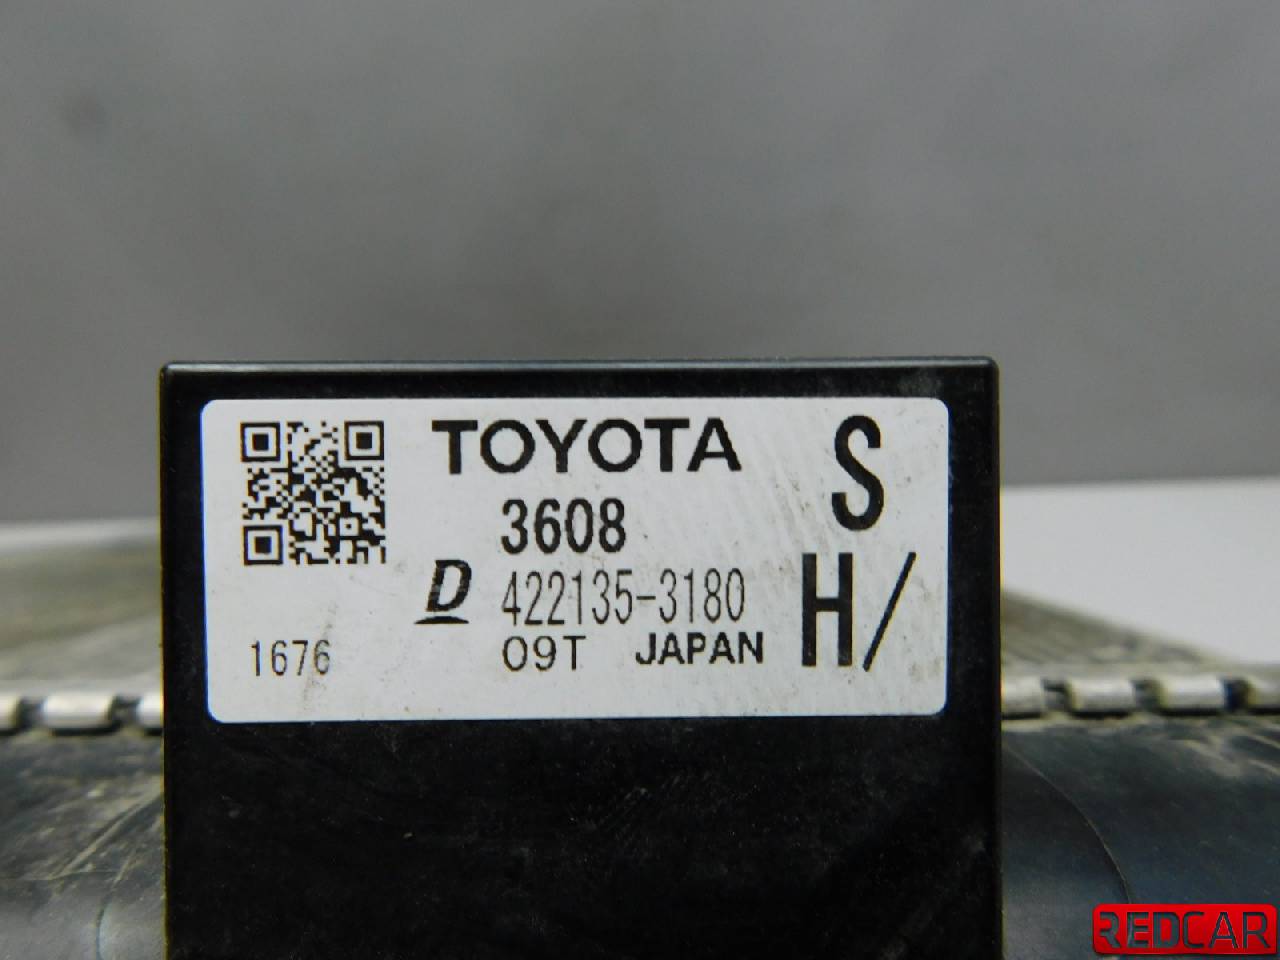 TOYOTA
S
3608
D 422135-3180
H/
1676
09T JAPAN
REDCAR